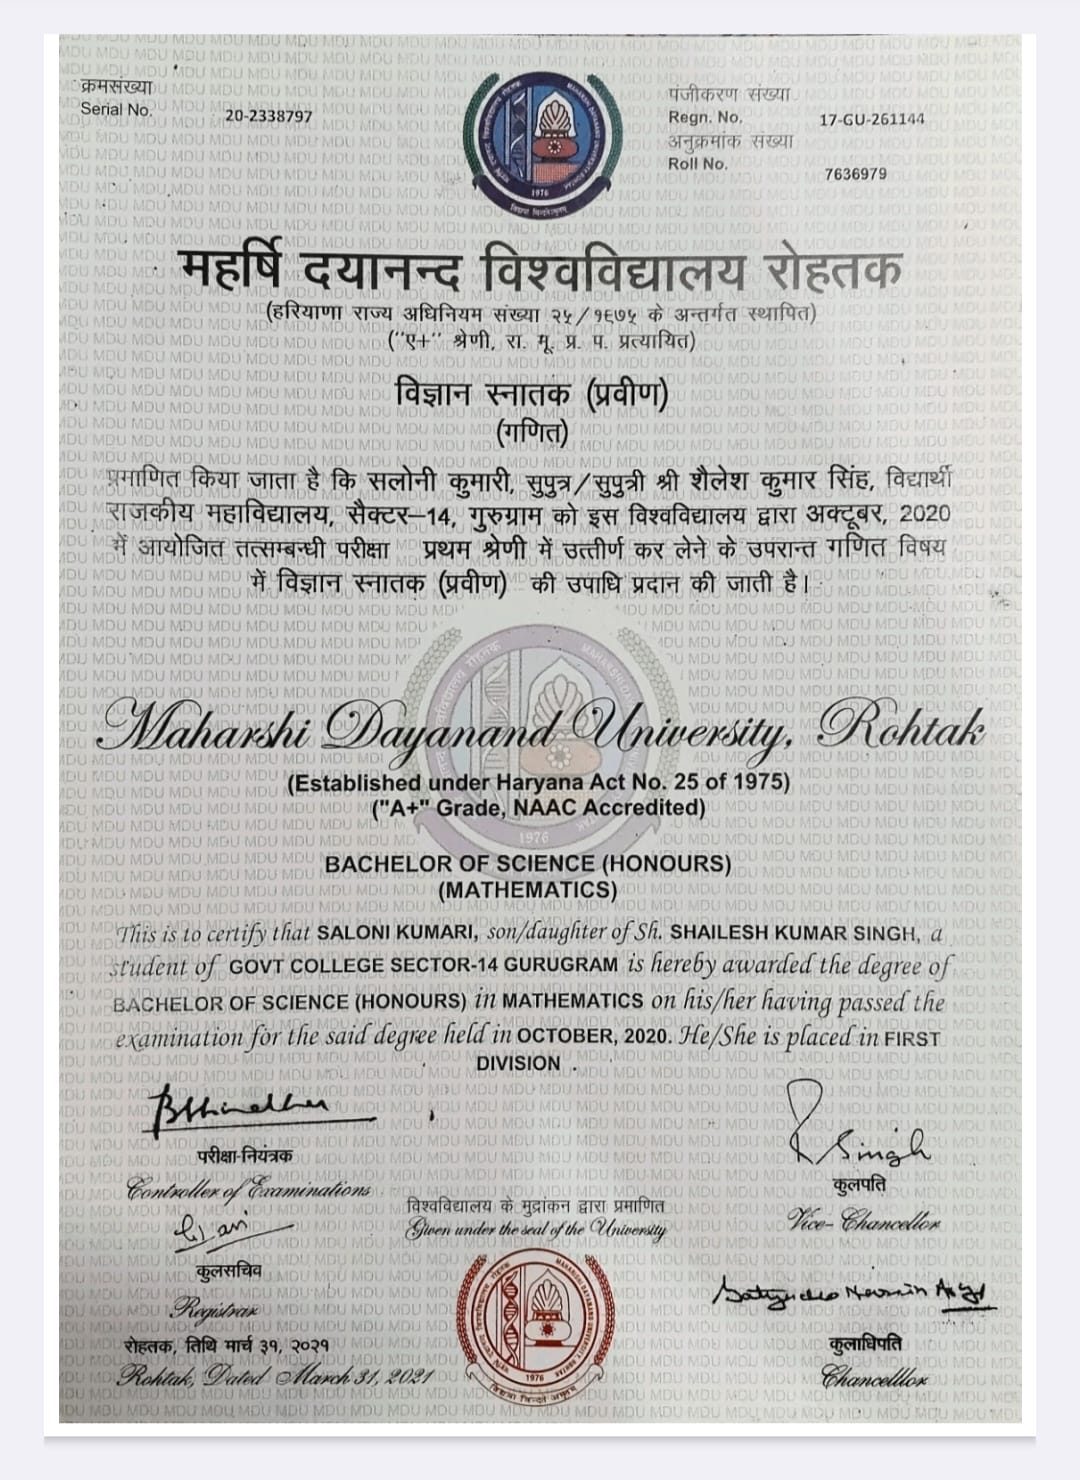 क्रमसंख्या
Serial No. 20-2338797
पंजीकरण संख्या
Regn. No. 17-GU-261144
अनुक्रमांक संख्या
Roll No. 7636979
1976
महर्षि दयानन्द विश्वविद्यालय रोहतक
(हरियाणा राज्य अधिनियम संख्या २५/१९७५ के अन्तर्गत स्थापित)
("ए+" श्रेणी, रा. मू. प्र. प. प्रत्यायित)
विज्ञान स्नातक (प्रवीण)
(गणित)
प्रमाणित किया जाता है कि सलोनी कुमारी, सुपुत्र/सुपुत्री श्री शैलेश कुमार सिंह, विद्यार्थी
राजकीय महाविद्यालय, सैक्टर–14, गुरुग्राम को इस विश्वविद्यालय द्वारा अक्टूबर, 2020
में आयोजित तत्सम्बन्धी परीक्षा प्रथम श्रेणी में उत्तीर्ण कर लेने के उपरान्त गणित विषय
में विज्ञान स्नातक (प्रवीण) की उपाधि प्रदान की जाती है।
Maharshi Dayanand University, Rohtak
(Established under Haryana Act No. 25 of 1975)
("A+" Grade, NAAC Accredited)
1976
BACHELOR OF SCIENCE (HONOURS)
(MATHEMATICS)
This is to certify that SALONI KUMARI, son/daughter of Sh. SHAILESH KUMAR SINGH, a
student of GOVT COLLEGE SECTOR-14 GURUGRAM is hereby awarded the degree of
BACHELOR OF SCIENCE (HONOURS) in MATHEMATICS on his/her having passed the
examination for the said degree held in OCTOBER, 2020. He/She is placed in FIRST
DIVISION .
परीक्षा-नियंत्रक
Controller of Examinations
R Singh
कुलपति
Vice- Chancellor
विश्वविद्यालय के मुद्रांकन द्वारा प्रमाणित
Given under the seal of the University
कुलसचिव
Registrar
रोहतक, तिथि मार्च ३१, २०२१
Rohtak, Dated March 31, 2021
1976
कुलाधिपति
Chancelllor